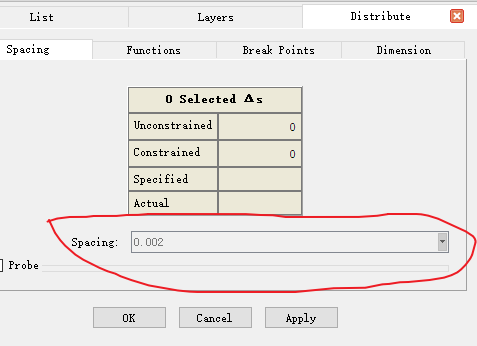 List Layers Distribute
Spacing Functions Break Points Dimension
0 Selected Δs
Unconstrained 0
Constrained 0
Specified
Actual
Spacing: 0.002
Probe
OK Cancel Apply